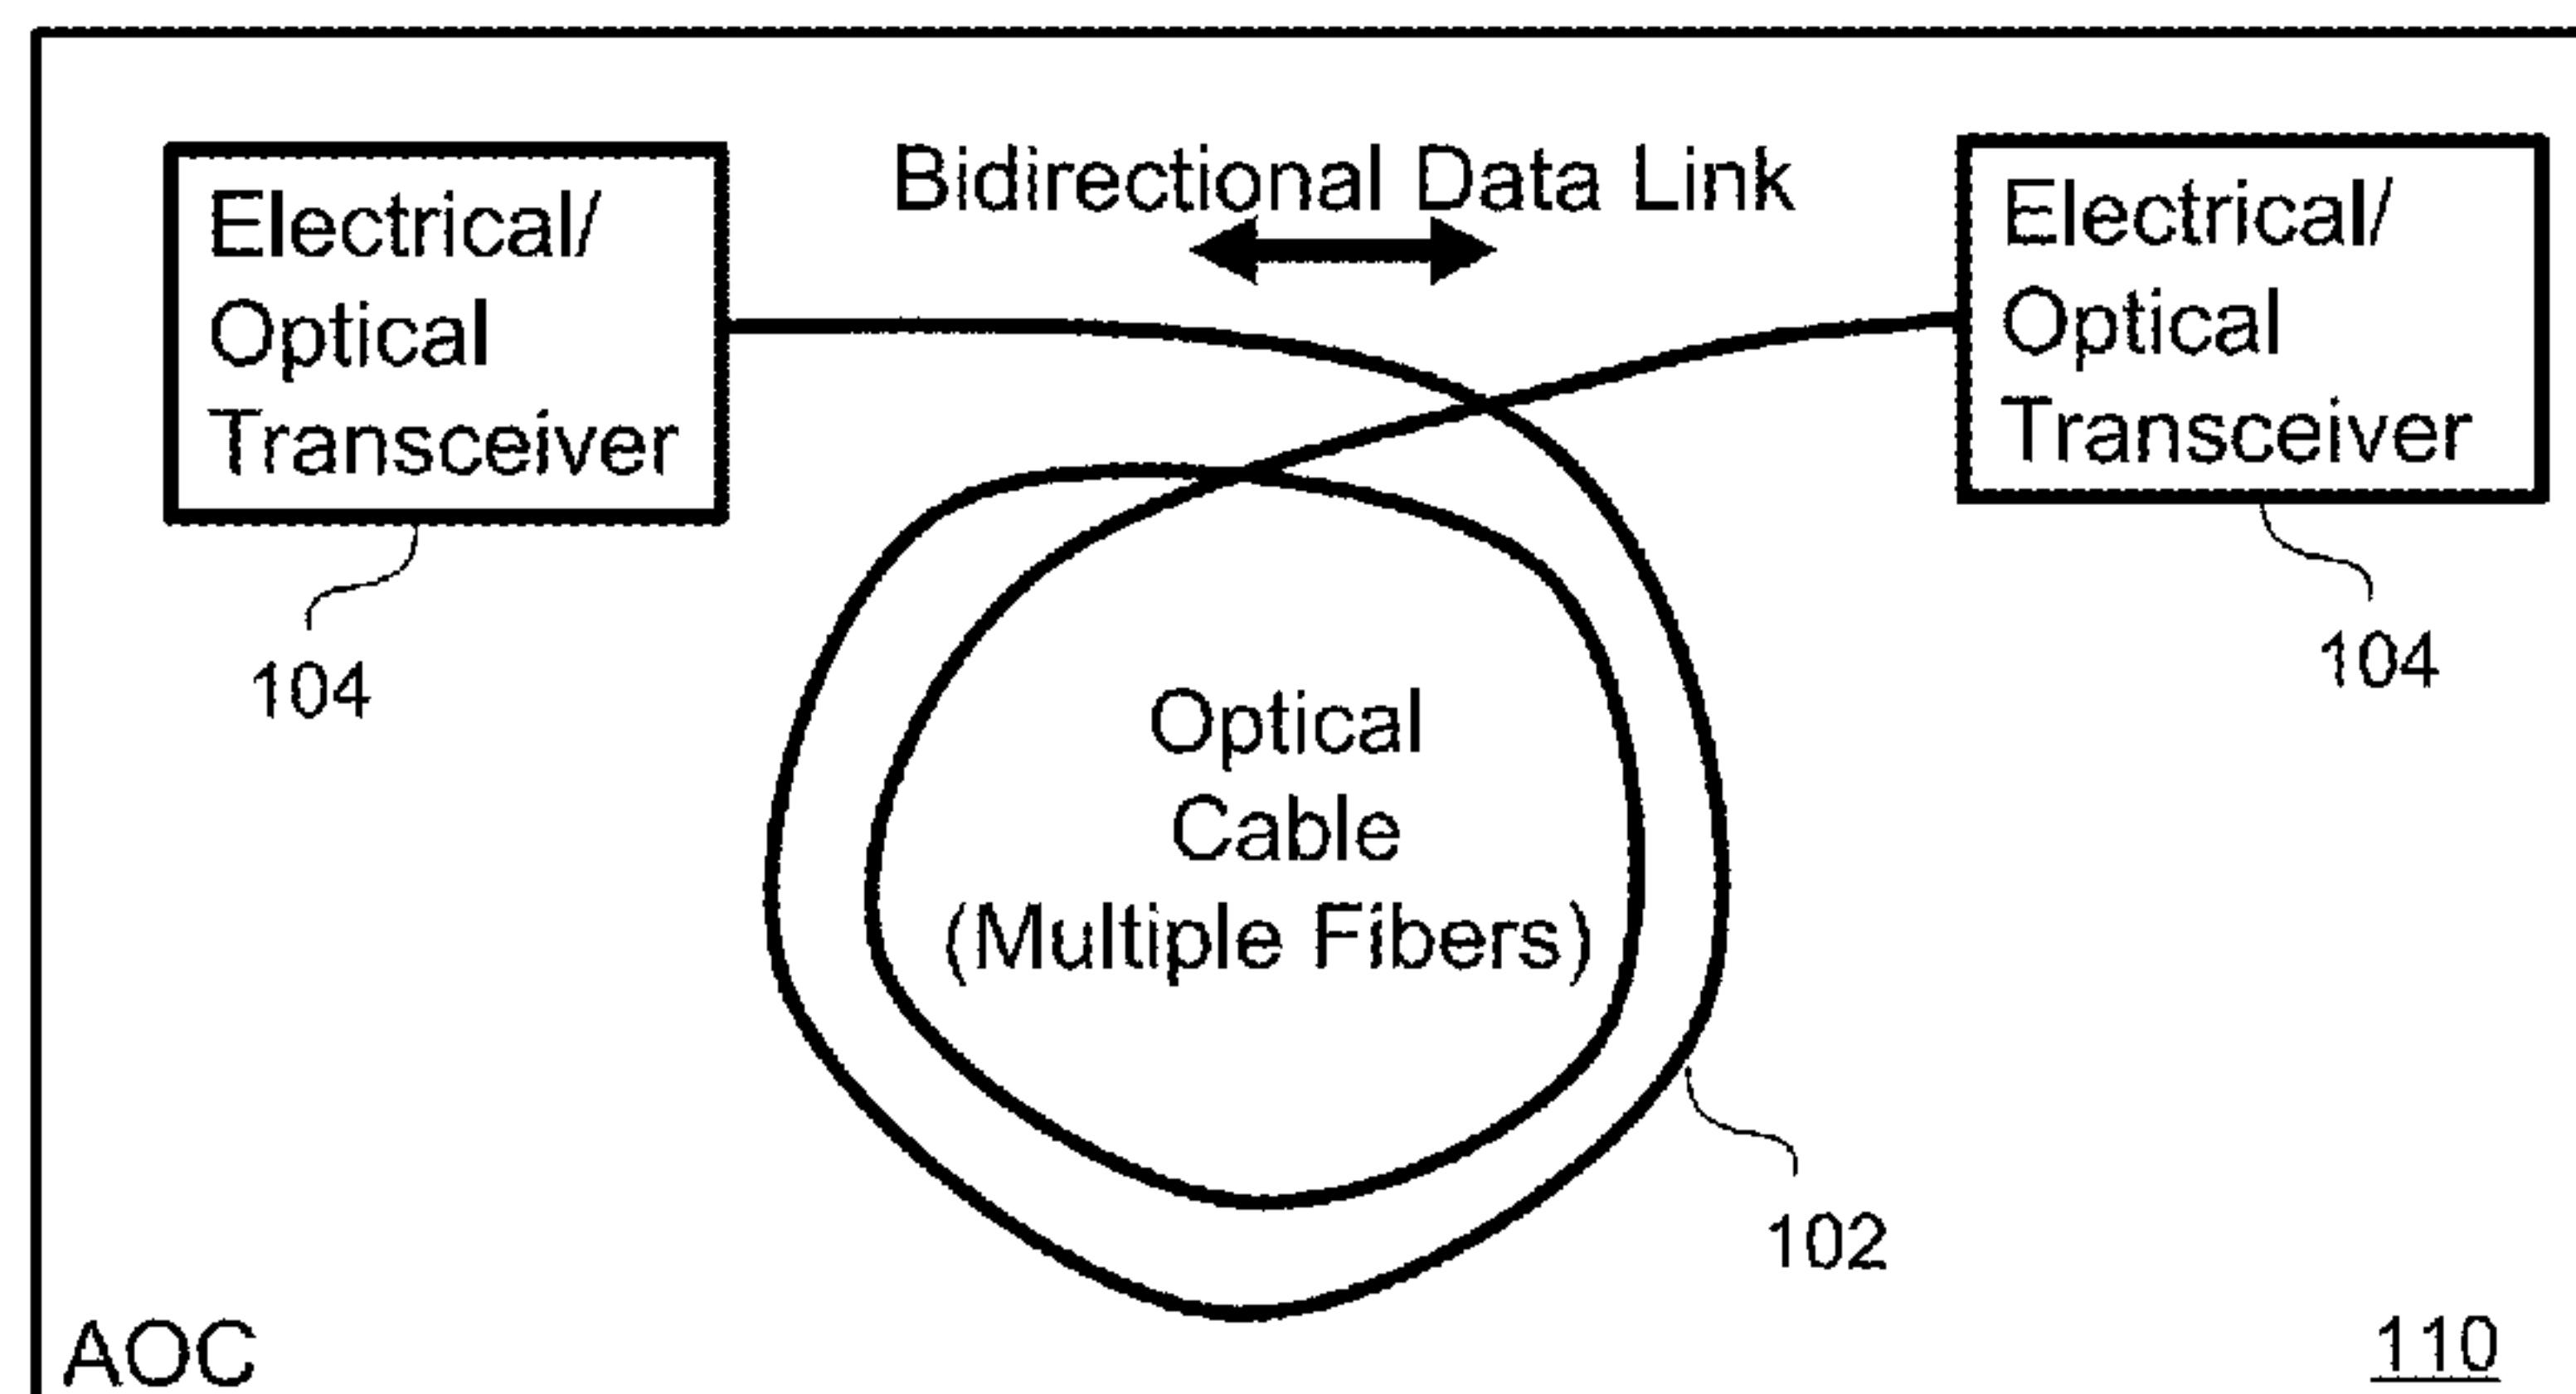 Bidirectional Data Link
Electrical/
Optical
Transceiver
104
Electrical/
Optical
Transceiver
104
Optical
Cable
(Multiple Fibers)
102
AOC
110